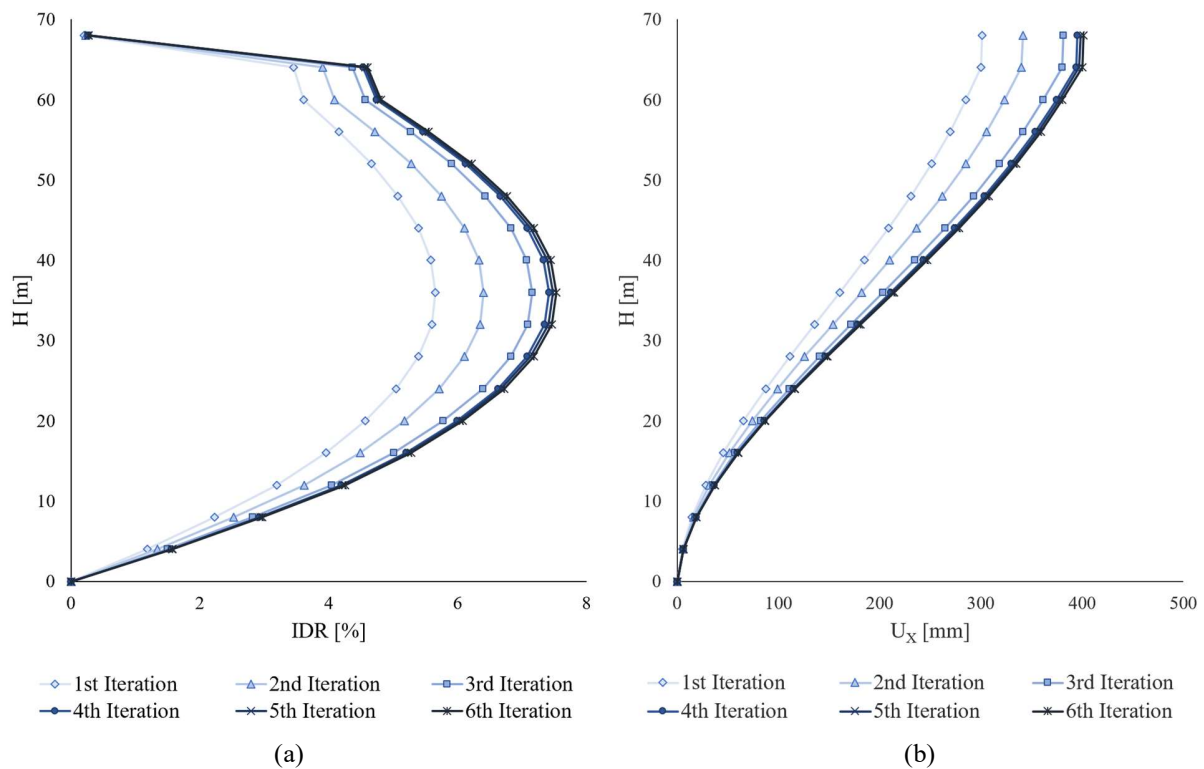 70
60
50
40
30
20
10
0
H [m]
0 2 4 6 8
IDR [%]
1st Iteration 2nd Iteration 3rd Iteration
4th Iteration 5th Iteration 6th Iteration
(a)
70
60
50
40
30
20
10
0
H [m]
0 100 200 300 400 500
U_X [mm]
1st Iteration 2nd Iteration 3rd Iteration
4th Iteration 5th Iteration 6th Iteration
(b)